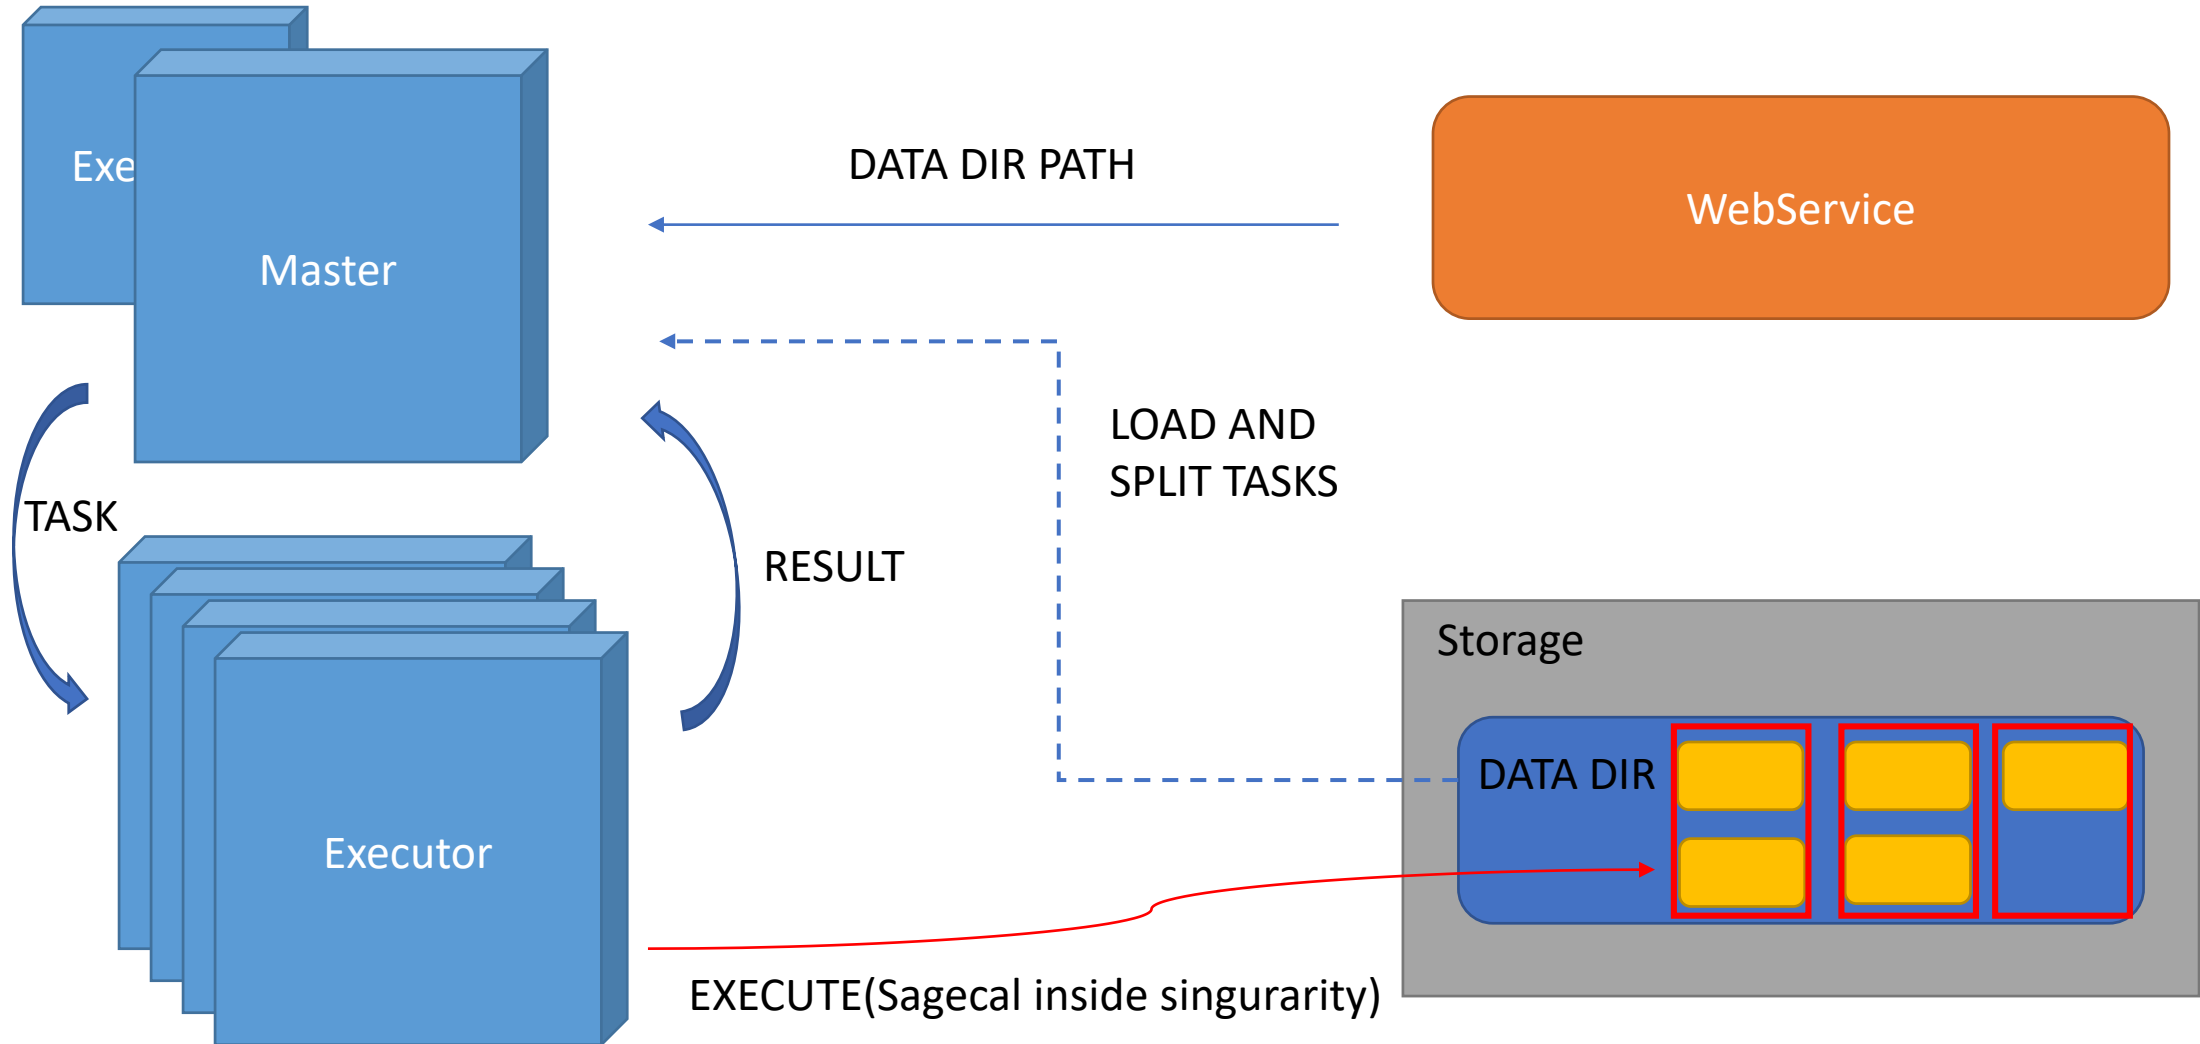 Exe
Master
DATA DIR PATH
WebService
LOAD AND
SPLIT TASKS
TASK
RESULT
Storage
DATA DIR
Executor
EXECUTE(Sagecal inside singurarity)